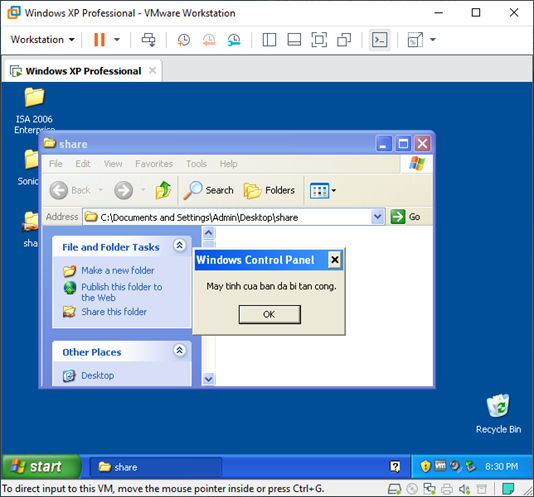 Windows XP Professional - VMware Workstation
Workstation
Windows XP Professional
ISA 2006
Enterprise
share
File Edit View Favorites Tools Help
Back Search Folders
Address C:\Documents and Settings\Admin\Desktop\share Go
File and Folder Tasks
Make a new folder
Publish this folder to
the Web
Share this folder
Other Places
Desktop
Windows Control Panel
May tinh cua ban da bi tan cong.
OK
Sonic
sha
Recycle Bin
start share 8:30 PM
To direct input to this VM, move the mouse pointer inside or press Ctrl+G.